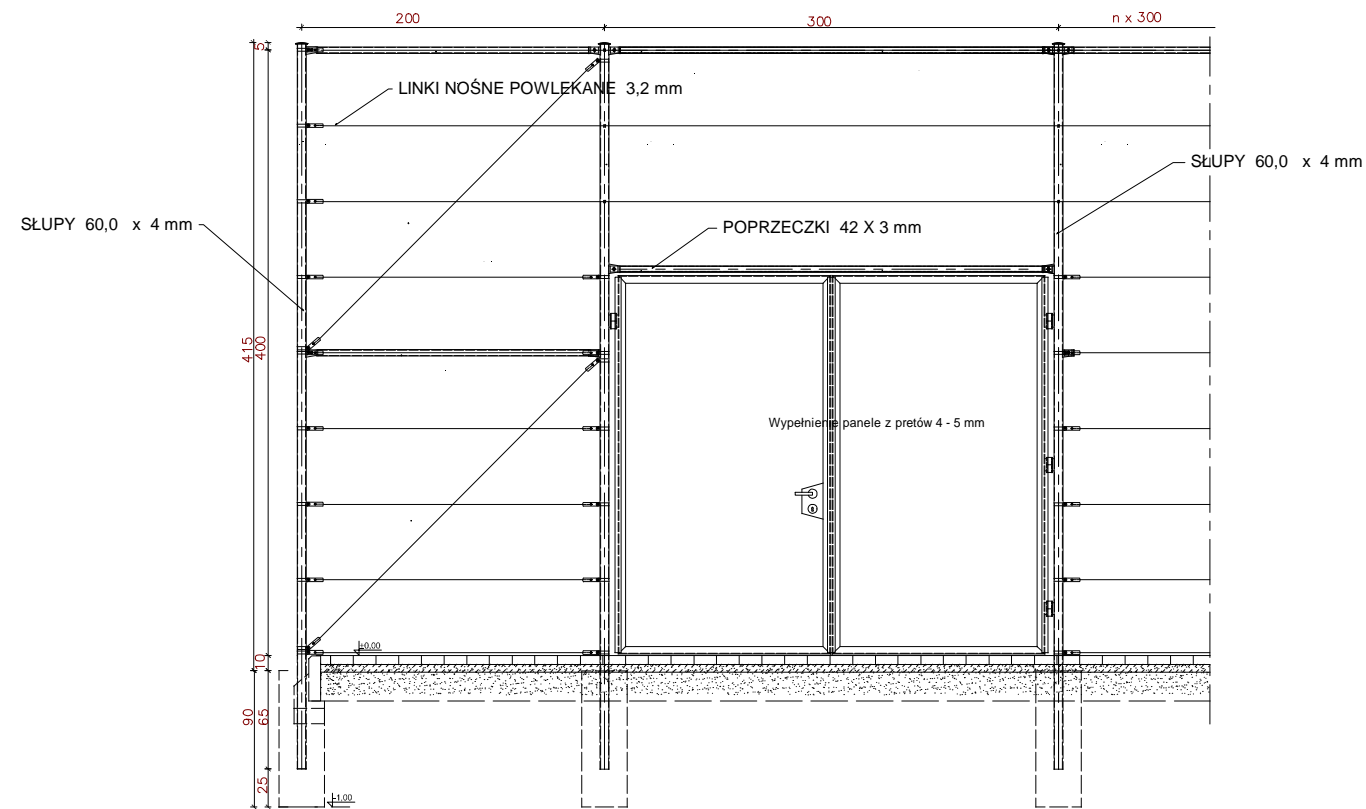 200
300
n x 300
5
LINKI NOŚNE POWLEKANE 3,2 mm
SŁUPY 60,0 x 4 mm
SŁUPY 60,0 x 4 mm
POPRZECZKI 42 X 3 mm
415
400
Wypełnienie panele z pretów 4 - 5 mm
±0.00
10
90
65
25
-1.00